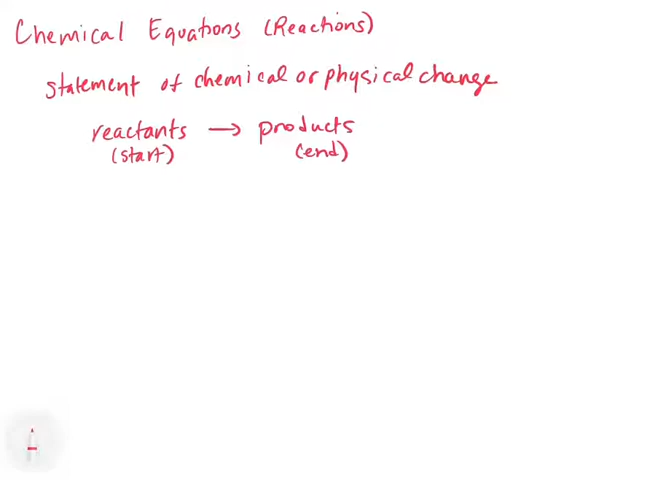 Chemical Equations (Reactions)
statement of chemical or physical change
reactants → products
(start) (end)